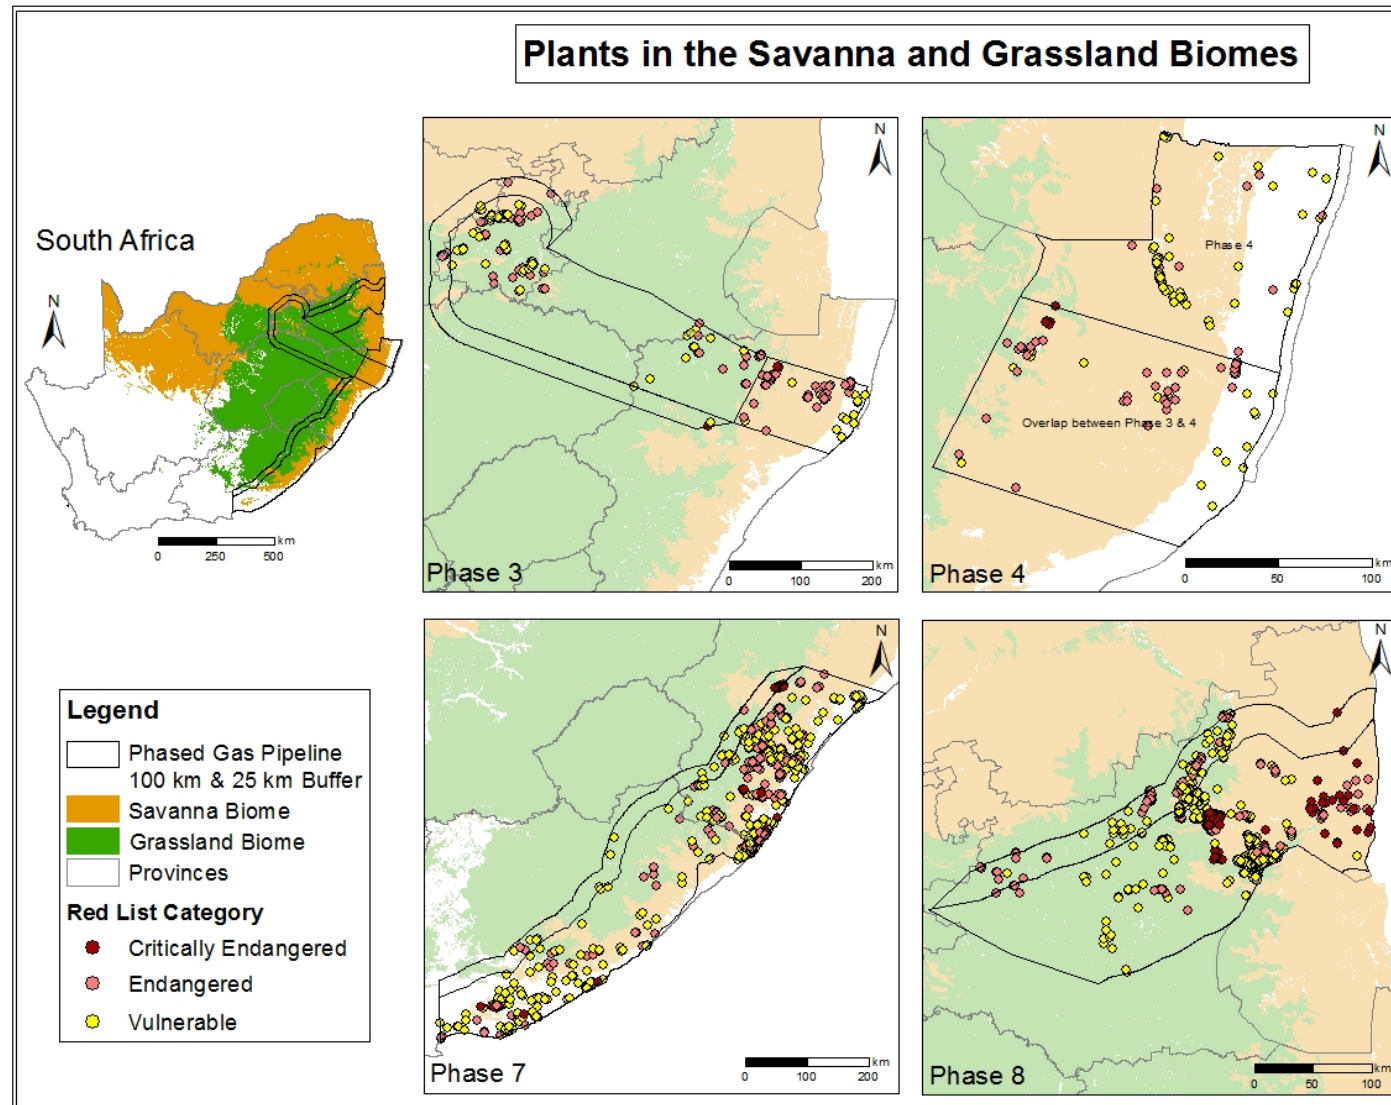 Plants in the Savanna and Grassland Biomes
South Africa
N
km
0 250 500
N
Phase 3
km
0 100 200
N
Phase 4
Overlap between Phase 3 & 4
Phase 4
km
0 50 100
Legend
Phased Gas Pipeline
100 km & 25 km Buffer
Savanna Biome
Grassland Biome
Provinces
Red List Category
Critically Endangered
Endangered
Vulnerable
N
Phase 7
km
0 100 200
N
Phase 8
km
0 50 100